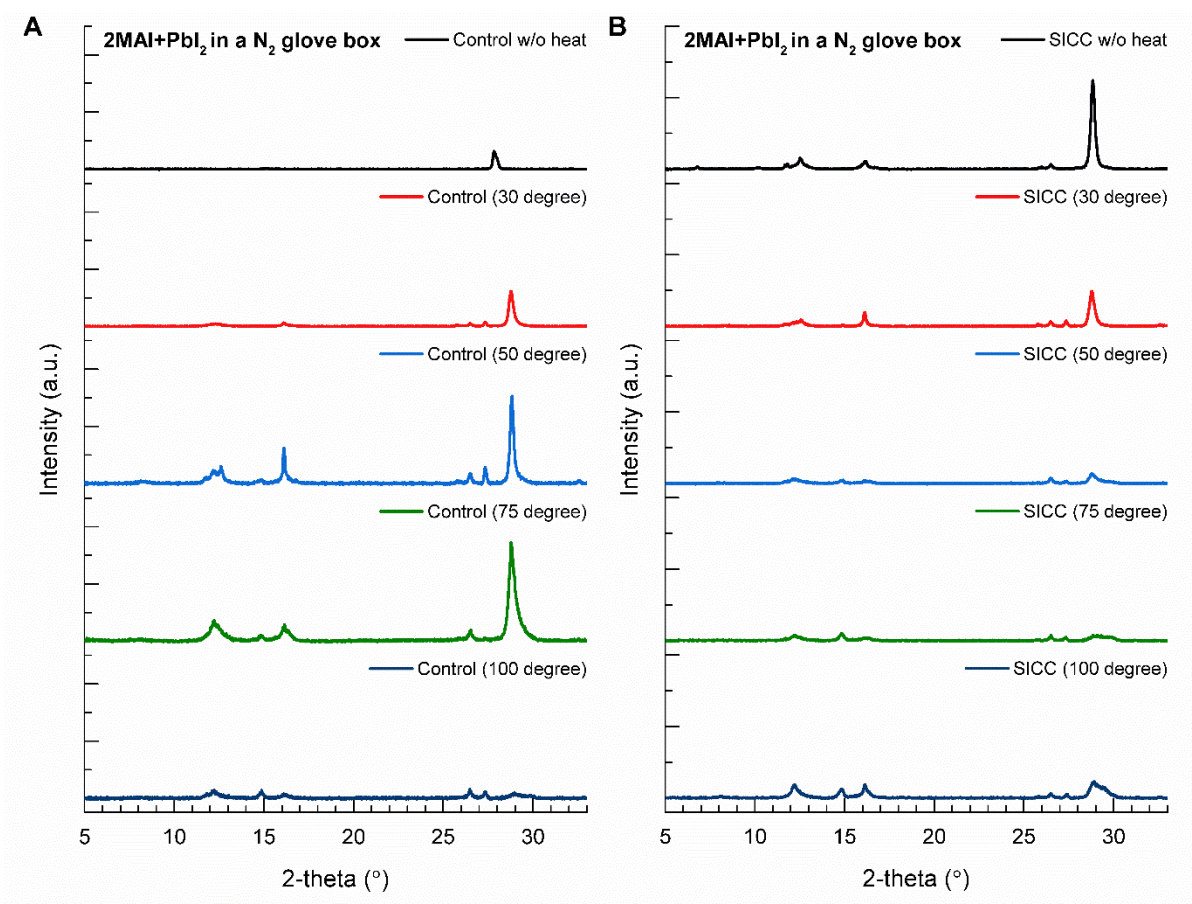 A
2MAI+PbI2 in a N2 glove box
Control w/o heat
Control (30 degree)
Control (50 degree)
Control (75 degree)
Control (100 degree)
Intensity (a.u.)
5 10 15 20 25 30
2-theta (°)
B
2MAI+PbI2 in a N2 glove box
SICC w/o heat
SICC (30 degree)
SICC (50 degree)
SICC (75 degree)
SICC (100 degree)
Intensity (a.u.)
5 10 15 20 25 30
2-theta (°)